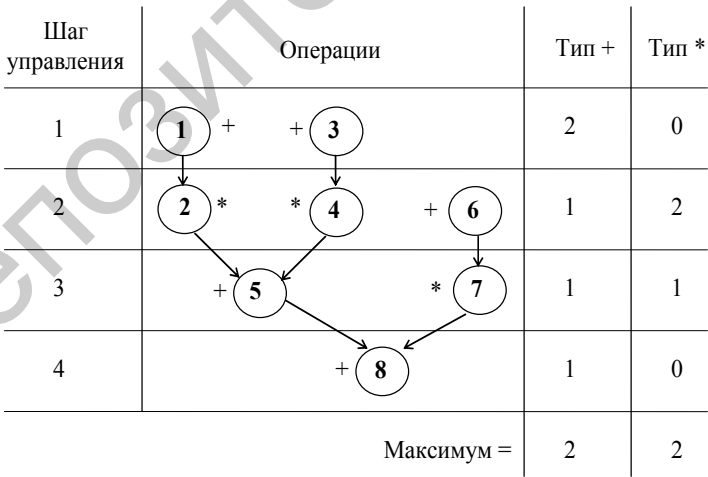 Шаг управления Операции Тип + Тип *
1 1 + + 3 2 0
2 2 * * 4 + 6 1 2
3 + 5 * 7 1 1
4 + 8 1 0
Максимум = 2 2